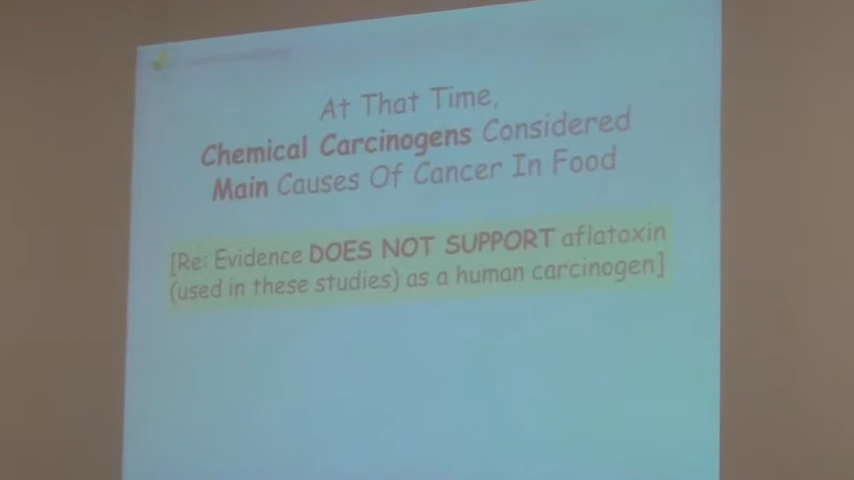 At That Time,
Chemical Carcinogens Considered
Main Causes Of Cancer In Food
[Re: Evidence DOES NOT SUPPORT aflatoxin
(used in these studies) as a human carcinogen]